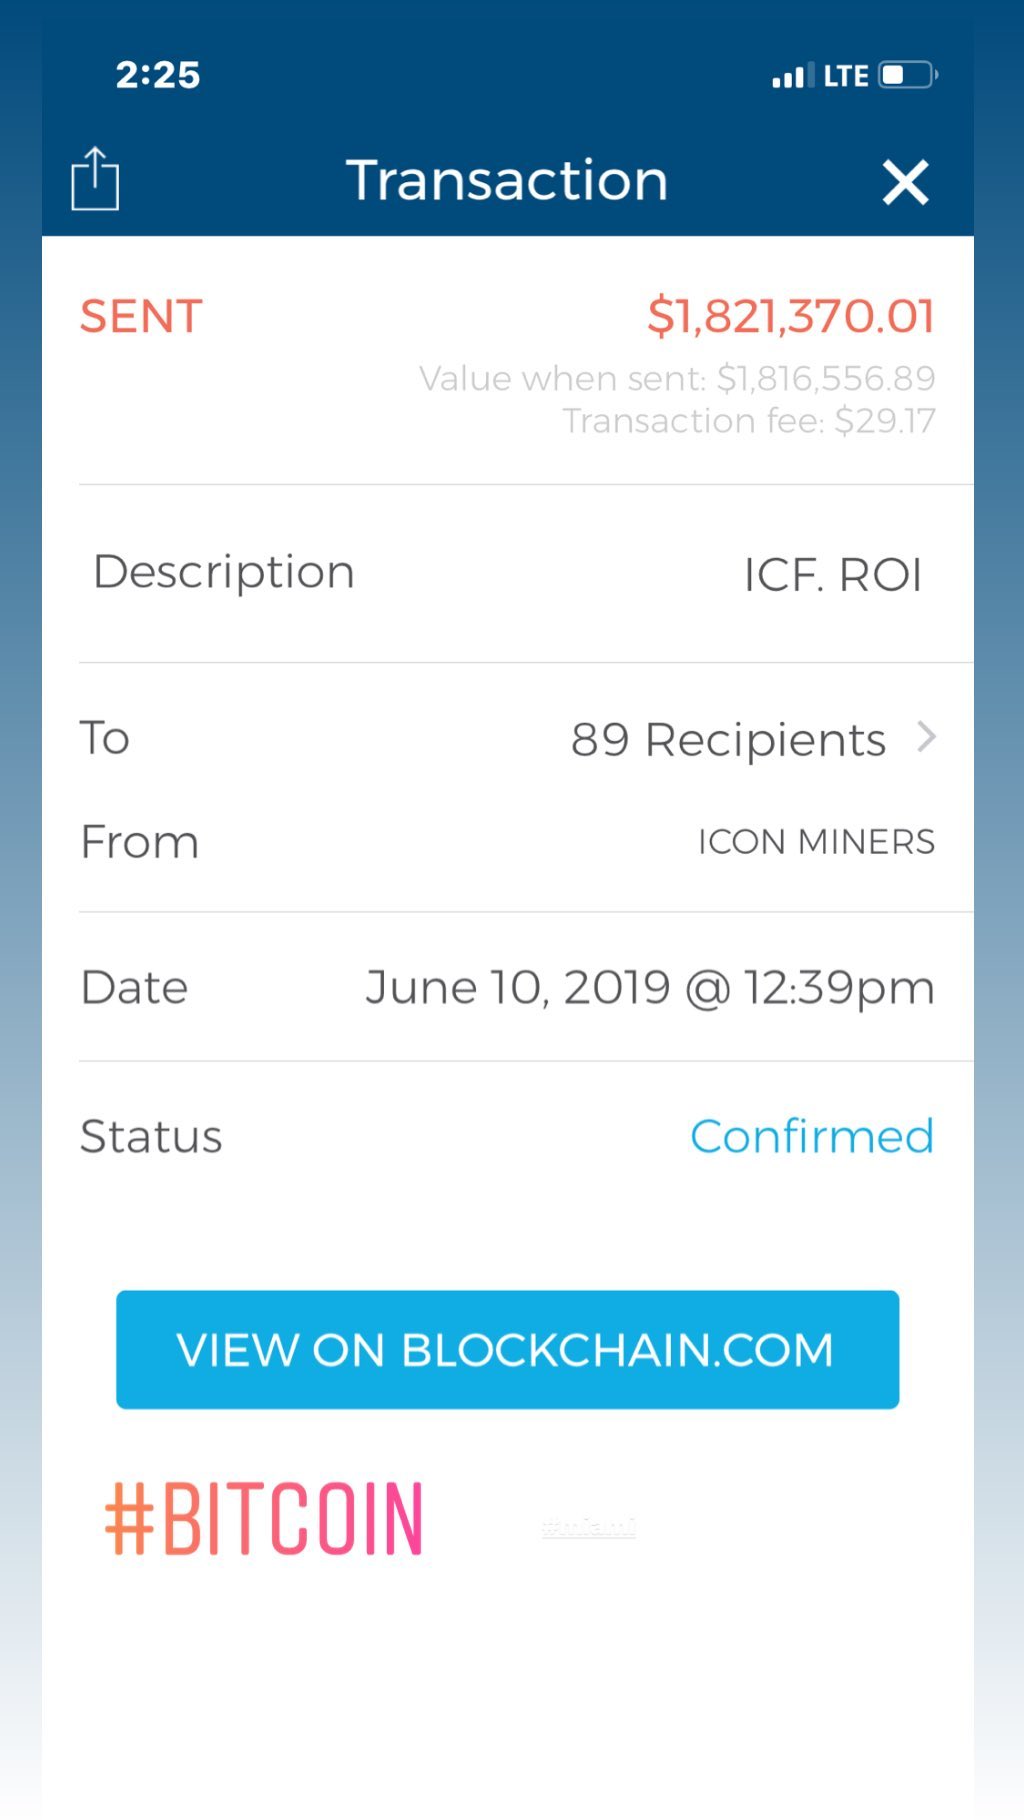 2:25
LTE
Transaction
SENT
$1,821,370.01
Value when sent: $1,816,556.89
Transaction fee: $29.17
Description
ICF. ROI
To
89 Recipients
From
ICON MINERS
Date
June 10, 2019 @ 12:39pm
Status
Confirmed
VIEW ON BLOCKCHAIN.COM
#BITCOIN
#miami